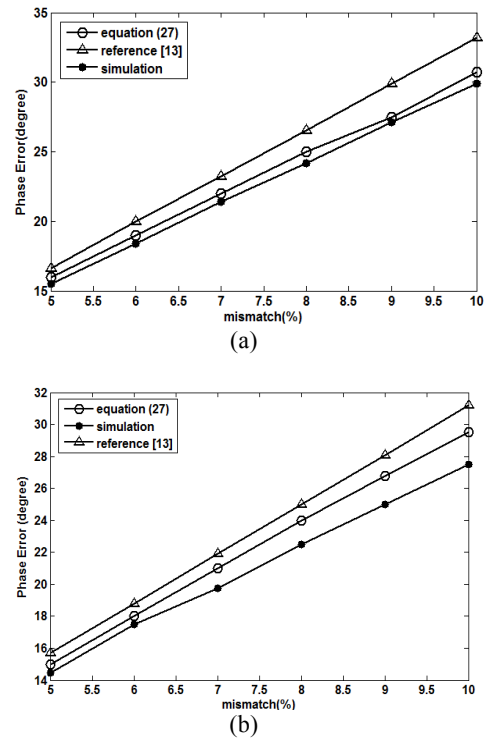 35
equation (27)
reference [13]
simulation
30
25
20
15
Phase Error(degree)
5 5.5 6 6.5 7 7.5 8 8.5 9 9.5 10
mismatch(%)
(a)
32
equation (27)
simulation
reference [13]
30
28
26
24
22
20
18
16
14
Phase Error (degree)
5 5.5 6 6.5 7 7.5 8 8.5 9 9.5 10
mismatch(%)
(b)